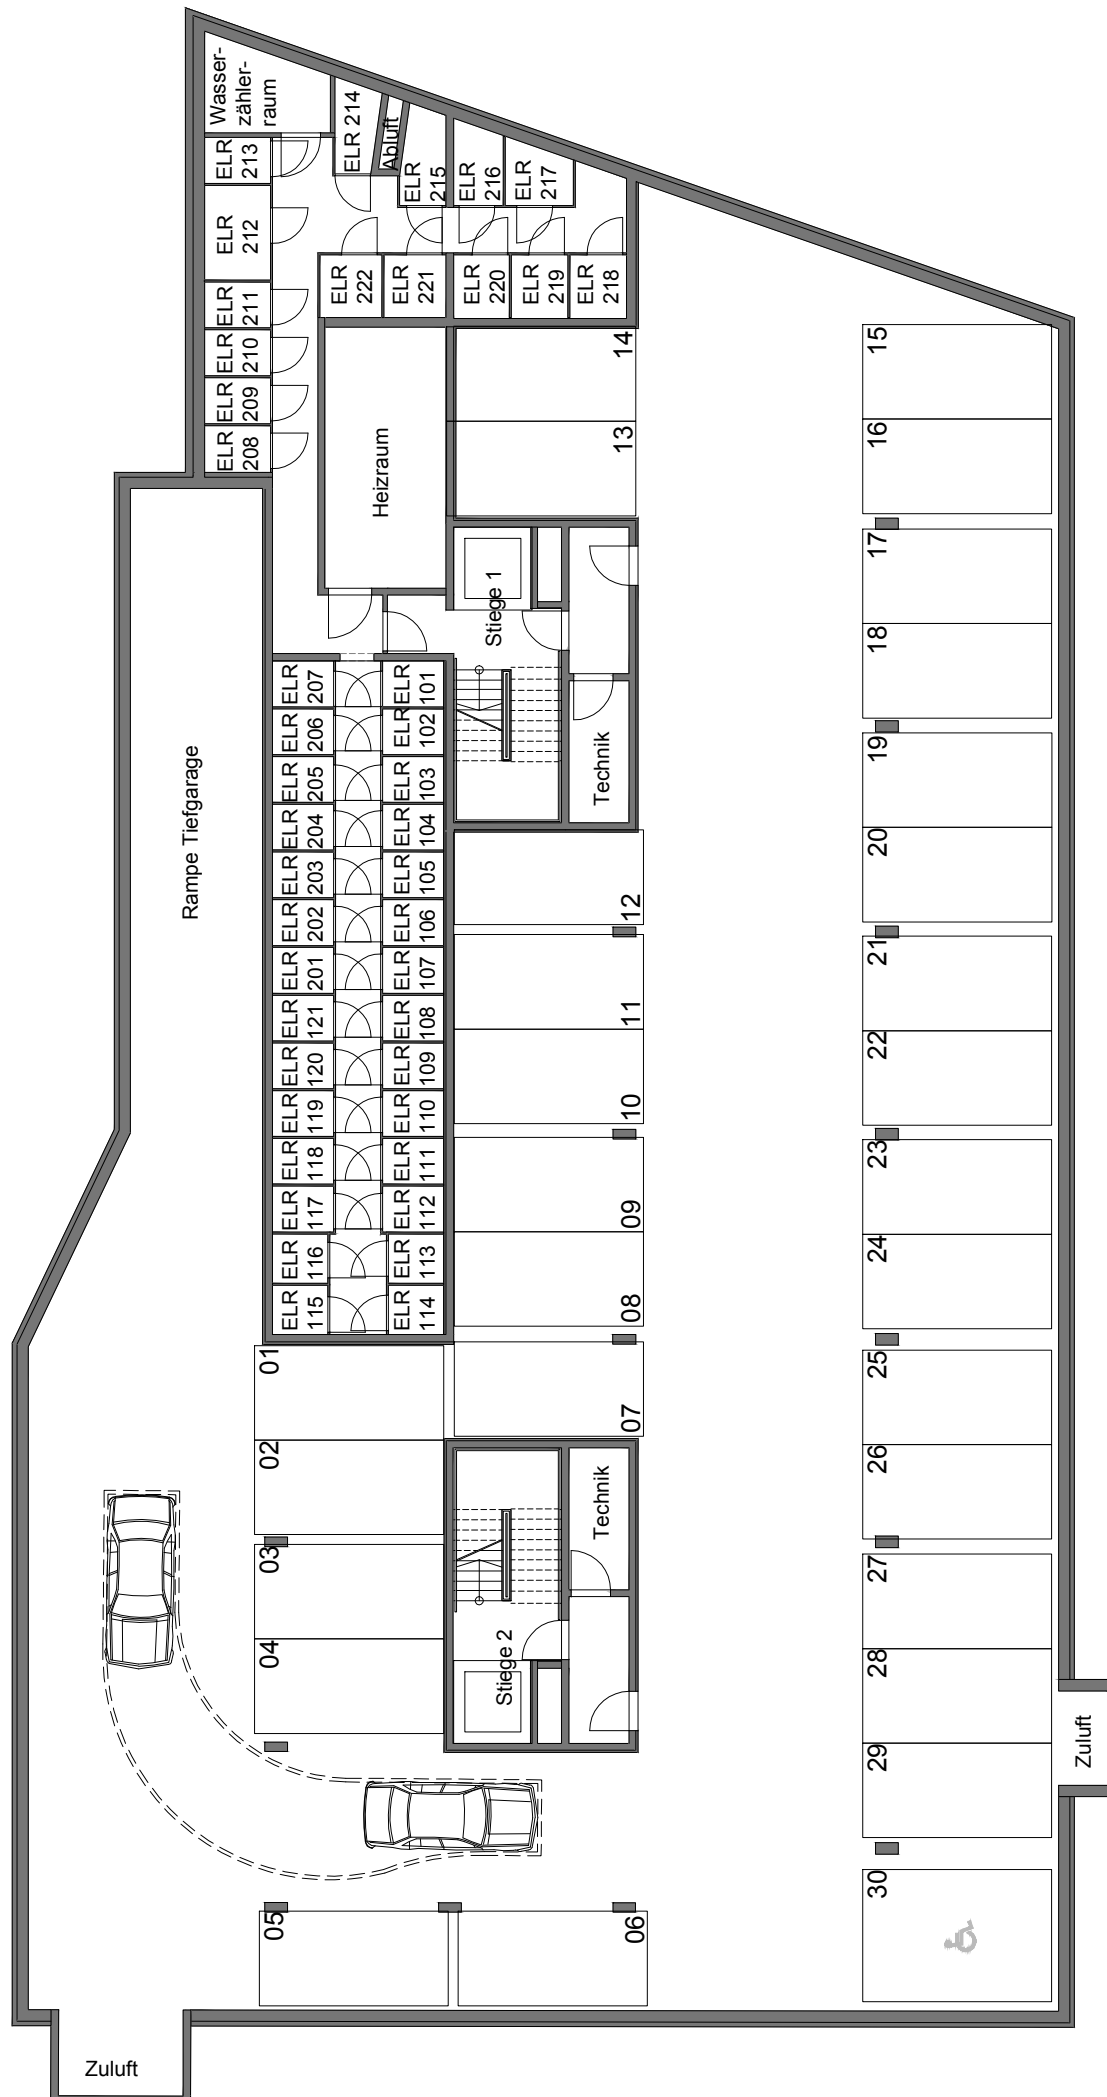 Wasser-
zähler-
raum
ELR
213
ELR 214
Abluft
ELR
215
ELR
216
ELR
217
ELR
212
ELR
222
ELR
221
ELR
220
ELR
219
ELR
218
ELR
211
ELR
210
ELR
209
ELR
208
Heizraum
14
13
15
16
17
18
Stiege 1
Technik
Rampe Tiefgarage
ELR
207
ELR
101
ELR
206
ELR
102
ELR
205
ELR
103
ELR
204
ELR
104
ELR
203
ELR
105
ELR
202
ELR
106
ELR
201
ELR
107
ELR
121
ELR
108
ELR
120
ELR
109
ELR
119
ELR
110
ELR
118
ELR
111
ELR
117
ELR
112
ELR
116
ELR
113
ELR
115
ELR
114
12
11
10
09
08
07
19
20
21
22
23
24
25
26
27
28
29
30
01
02
03
04
Stiege 2
Technik
05
06
Zuluft
Zuluft